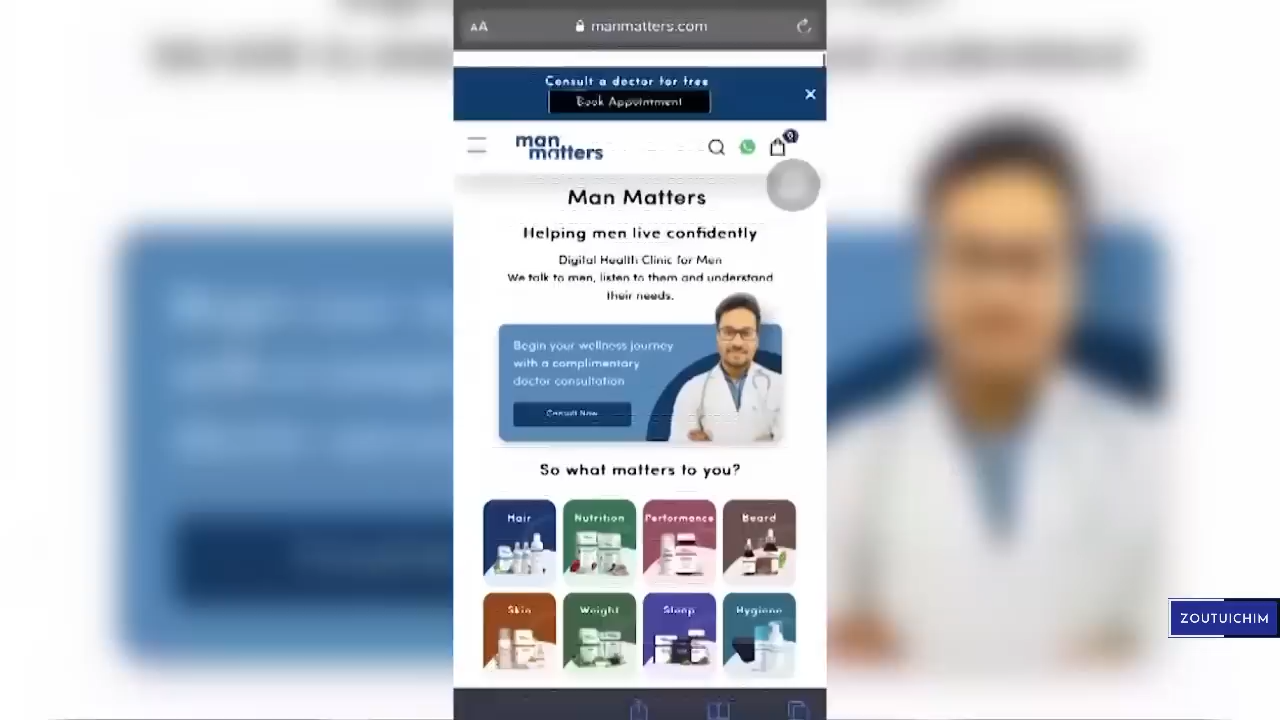 AA
manmatters.com
Consult a doctor for free
Book Appointment
man
matters
0
Man Matters
Helping men live confidently
Digital Health Clinic for Men
We talk to men, listen to them and understand
their needs.
Begin your wellness journey
with a complimentary
doctor consultation
Consult Now
So what matters to you?
Hair
Nutrition
Performance
Beard
Skin
Weight
Sleep
Hygiene
ZOUTUICHIM